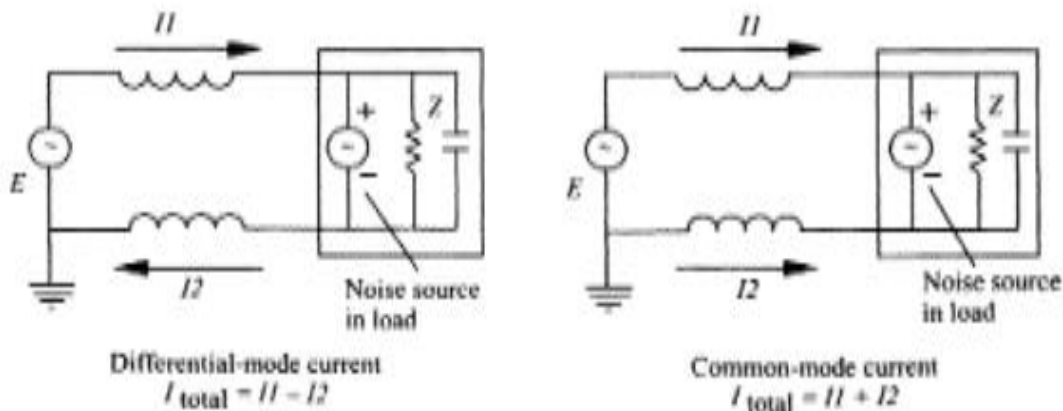 I1
+
Z
E
−
I2
Noise source
in load
Differential-mode current
I total = I1 − I2
I1
+
Z
E
−
I2
Noise source
in load
Common-mode current
I total = I1 + I2